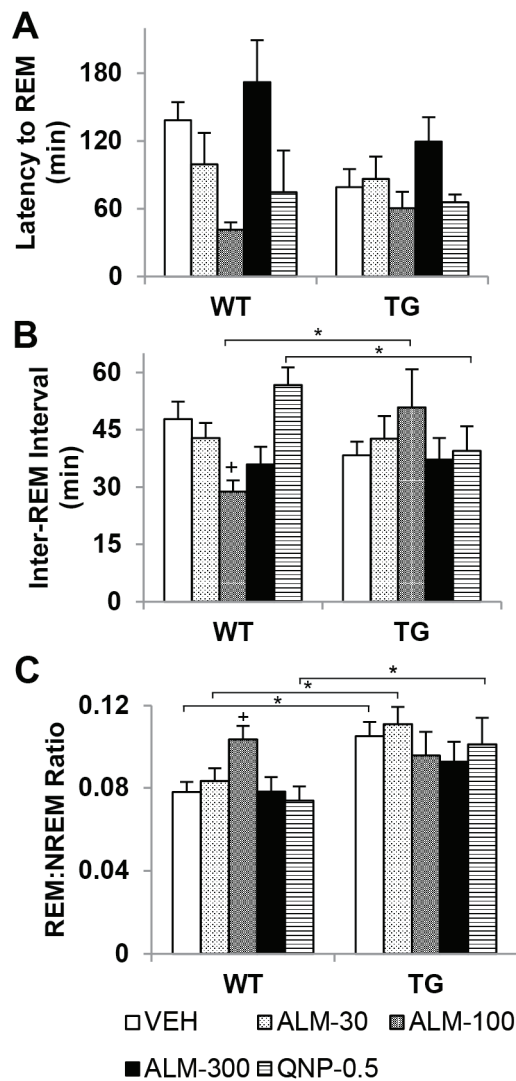 A
Latency to REM
(min)
180
120
60
0
WT TG
B
Inter-REM Interval
(min)
60
45
30
15
0
*
*
+
WT TG
C
REM:NREM Ratio
0.12
0.08
0.04
0
*
*
*
+
WT TG
VEH ALM-30 ALM-100
ALM-300 QNP-0.5